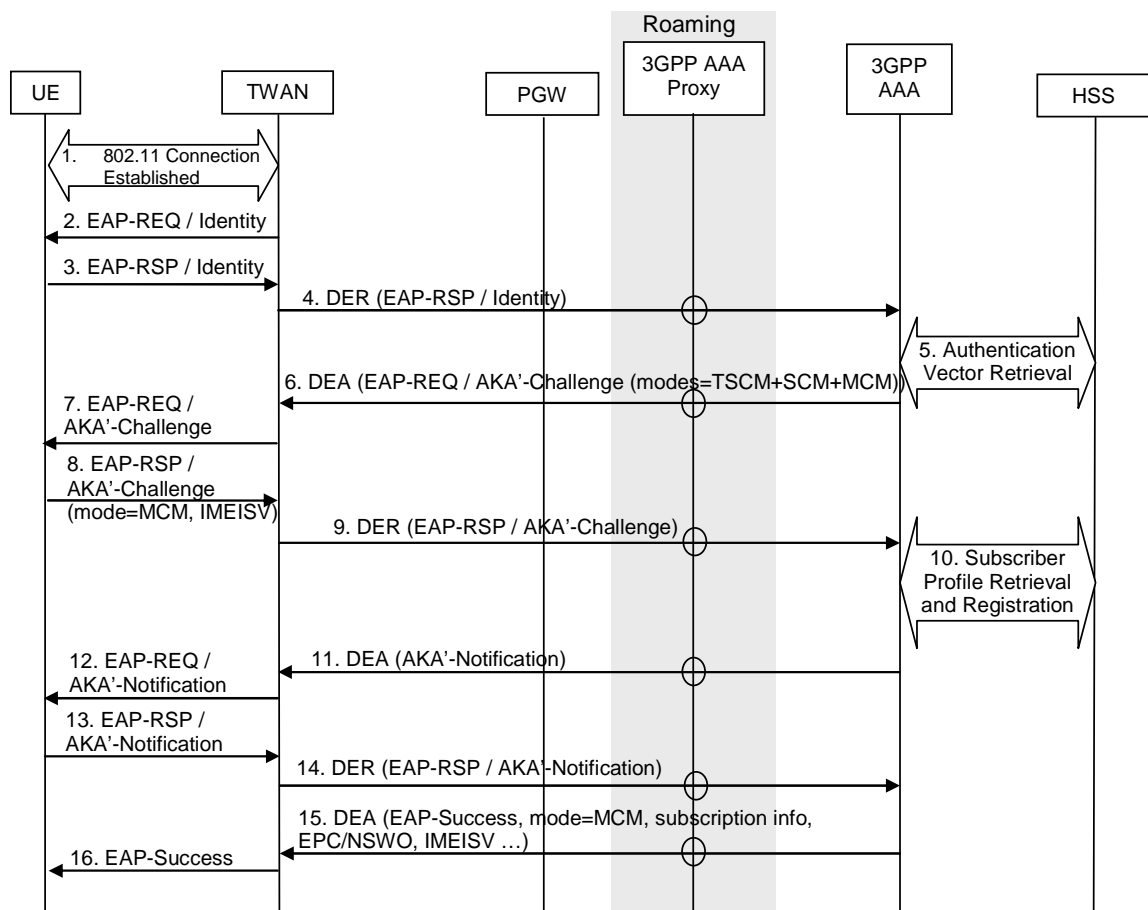 Roaming
UE
TWAN
PGW
3GPP AAA
Proxy
3GPP
AAA
HSS
1. 802.11 Connection
Established
2. EAP-REQ / Identity
3. EAP-RSP / Identity
4. DER (EAP-RSP / Identity)
5. Authentication
Vector Retrieval
6. DEA (EAP-REQ / AKA'-Challenge (modes=TSCM+SCM+MCM))
7. EAP-REQ /
AKA'-Challenge
8. EAP-RSP /
AKA'-Challenge
(mode=MCM, IMEISV)
9. DER (EAP-RSP / AKA'-Challenge)
10. Subscriber
Profile Retrieval
and Registration
11. DEA (AKA'-Notification)
12. EAP-REQ /
AKA'-Notification
13. EAP-RSP /
AKA'-Notification
14. DER (EAP-RSP / AKA'-Notification)
15. DEA (EAP-Success, mode=MCM, subscription info,
EPC/NSWO, IMEISV …)
16. EAP-Success